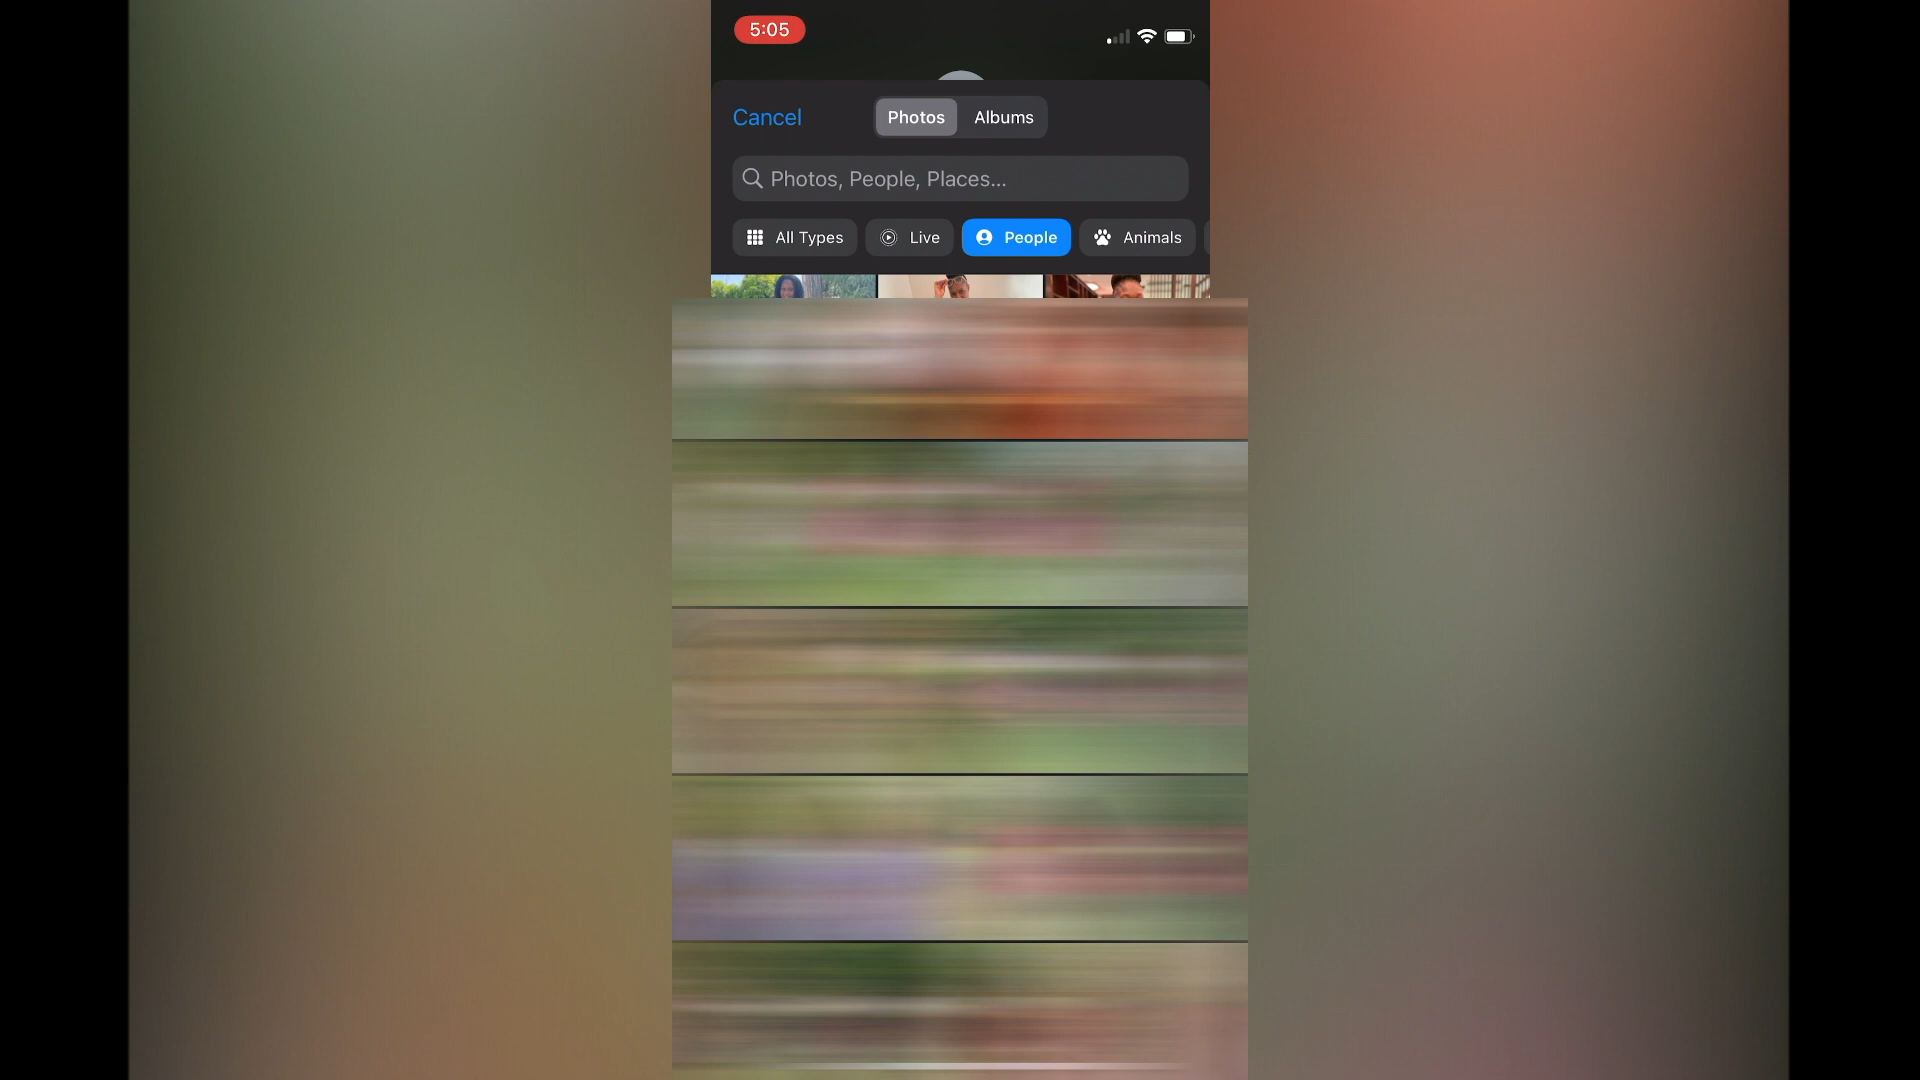 5:05
Cancel
Photos
Albums
Photos, People, Places...
All Types
Live
People
Animals